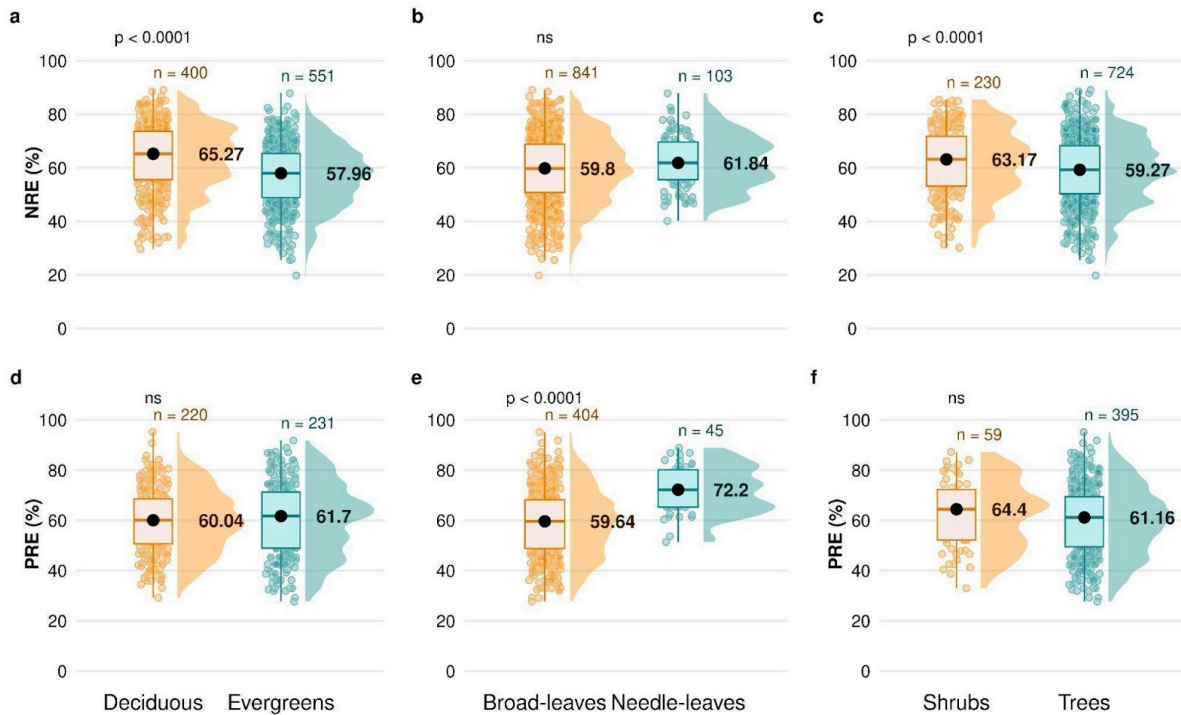 a
p < 0.0001
n = 400
n = 551
NRE (%)
100
80
60
40
20
0
65.27
57.96
b
ns
n = 841
n = 103
100
80
60
40
20
0
59.8
61.84
c
p < 0.0001
n = 230
n = 724
100
80
60
40
20
0
63.17
59.27
d
ns
n = 220
n = 231
PRE (%)
100
80
60
40
20
0
60.04
61.7
Deciduous
Evergreens
e
p < 0.0001
n = 404
n = 45
100
80
60
40
20
0
59.64
72.2
Broad-leaves
Needle-leaves
f
ns
n = 59
n = 395
100
80
60
40
20
0
64.4
61.16
Shrubs
Trees